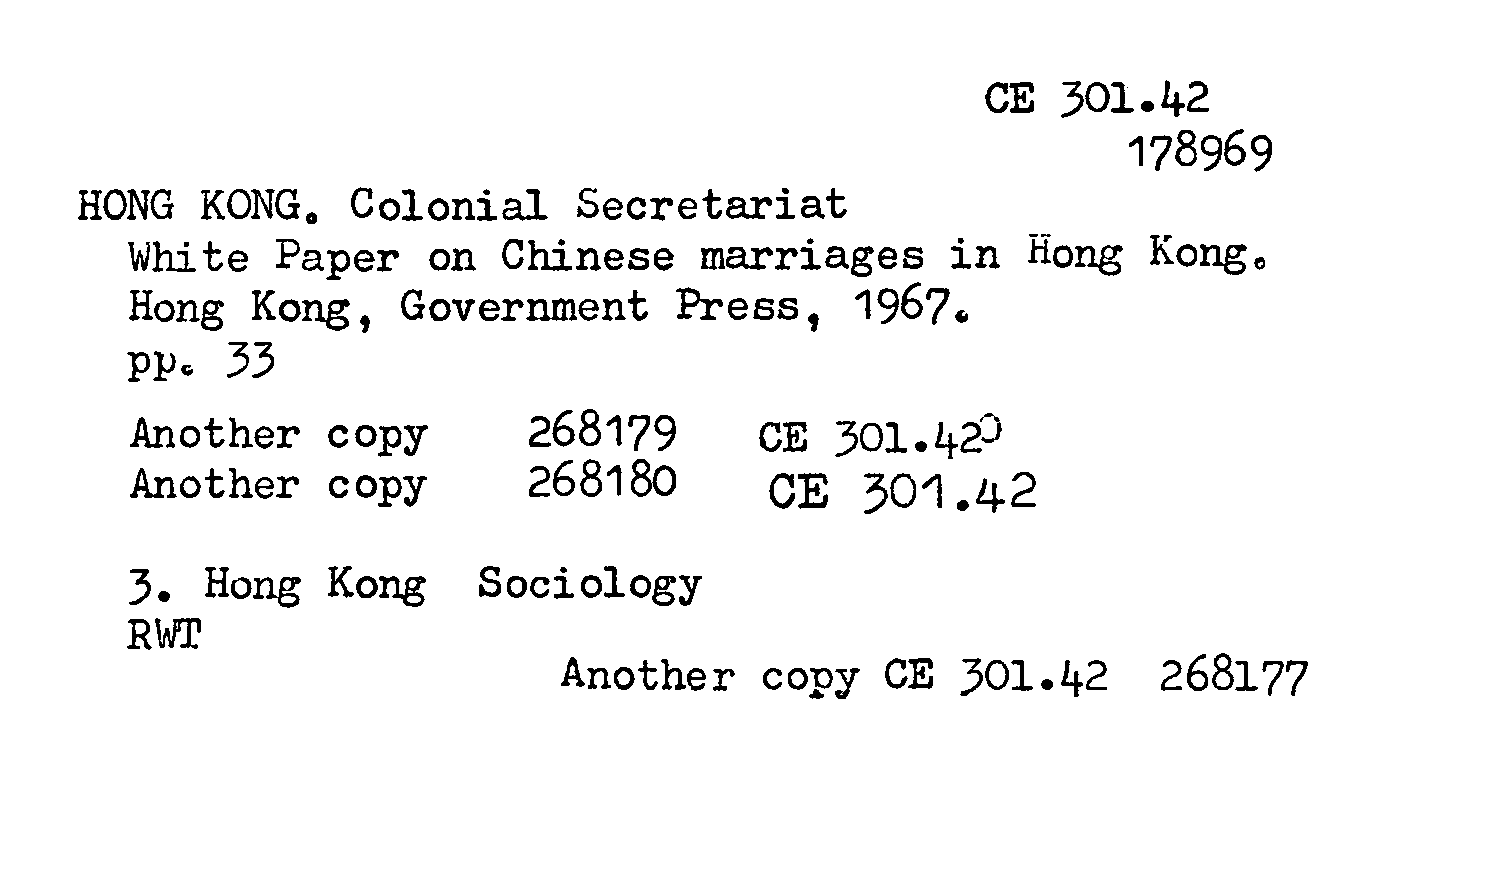 CE 301.42
178969
HONG KONG. Colonial Secretariat
White Paper on Chinese marriages in Hong Kong.
Hong Kong, Government Press, 1967.
pp. 33
Another copy 268179 CE 301.42
Another copy 268180 CE 301.42
3. Hong Kong Sociology
RWT
Another copy CE 301.42 268177